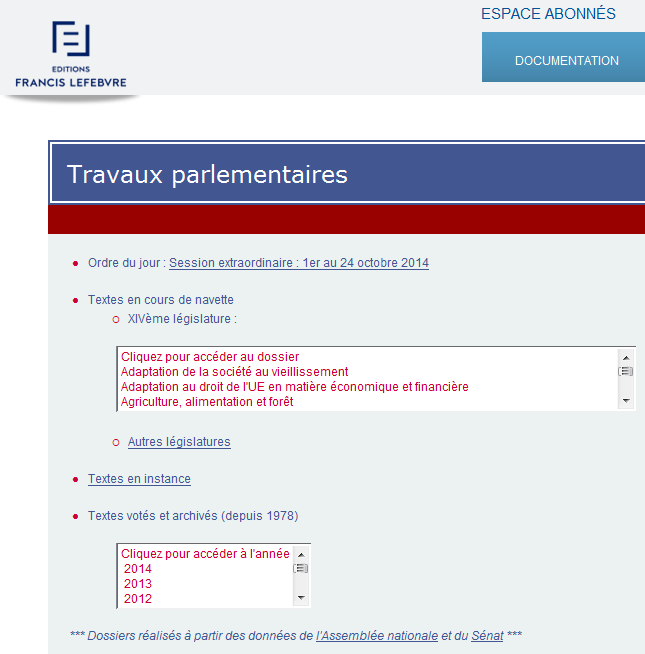 ESPACE ABONNÉS
EDITIONS
FRANCIS LEFEBVRE
DOCUMENTATION
Travaux parlementaires
Ordre du jour : Session extraordinaire : 1er au 24 octobre 2014
Textes en cours de navette
XIVème législature :
Cliquez pour accéder au dossier
Adaptation de la société au vieillissement
Adaptation au droit de l'UE en matière économique et financière
Agriculture, alimentation et forêt
Autres législatures
Textes en instance
Textes votés et archivés (depuis 1978)
Cliquez pour accéder à l'année
2014
2013
2012
*** Dossiers réalisés à partir des données de l'Assemblée nationale et du Sénat ***